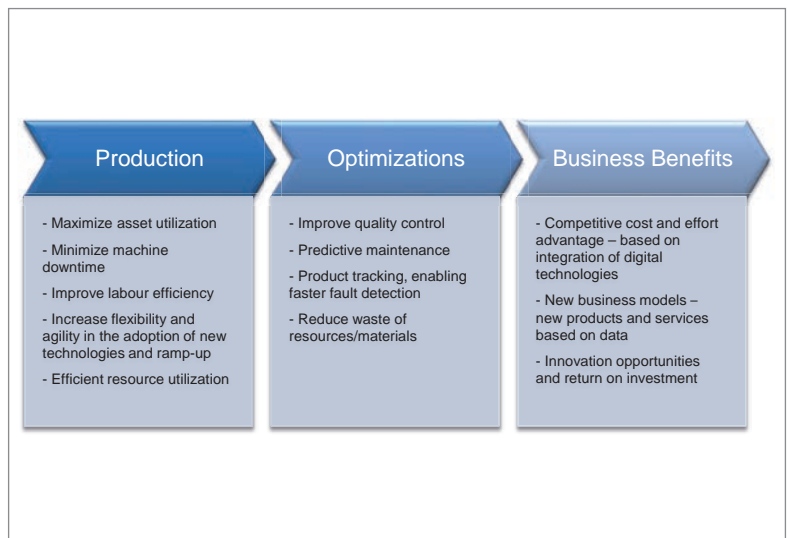 Production
- Maximize asset utilization
- Minimize machine
downtime
- Improve labour efficiency
- Increase flexibility and
agility in the adoption of new
technologies and ramp-up
- Efficient resource utilization
Optimizations
- Improve quality control
- Predictive maintenance
- Product tracking, enabling
faster fault detection
- Reduce waste of
resources/materials
Business Benefits
- Competitive cost and effort
advantage – based on
integration of digital
technologies
- New business models –
new products and services
based on data
- Innovation opportunities
and return on investment